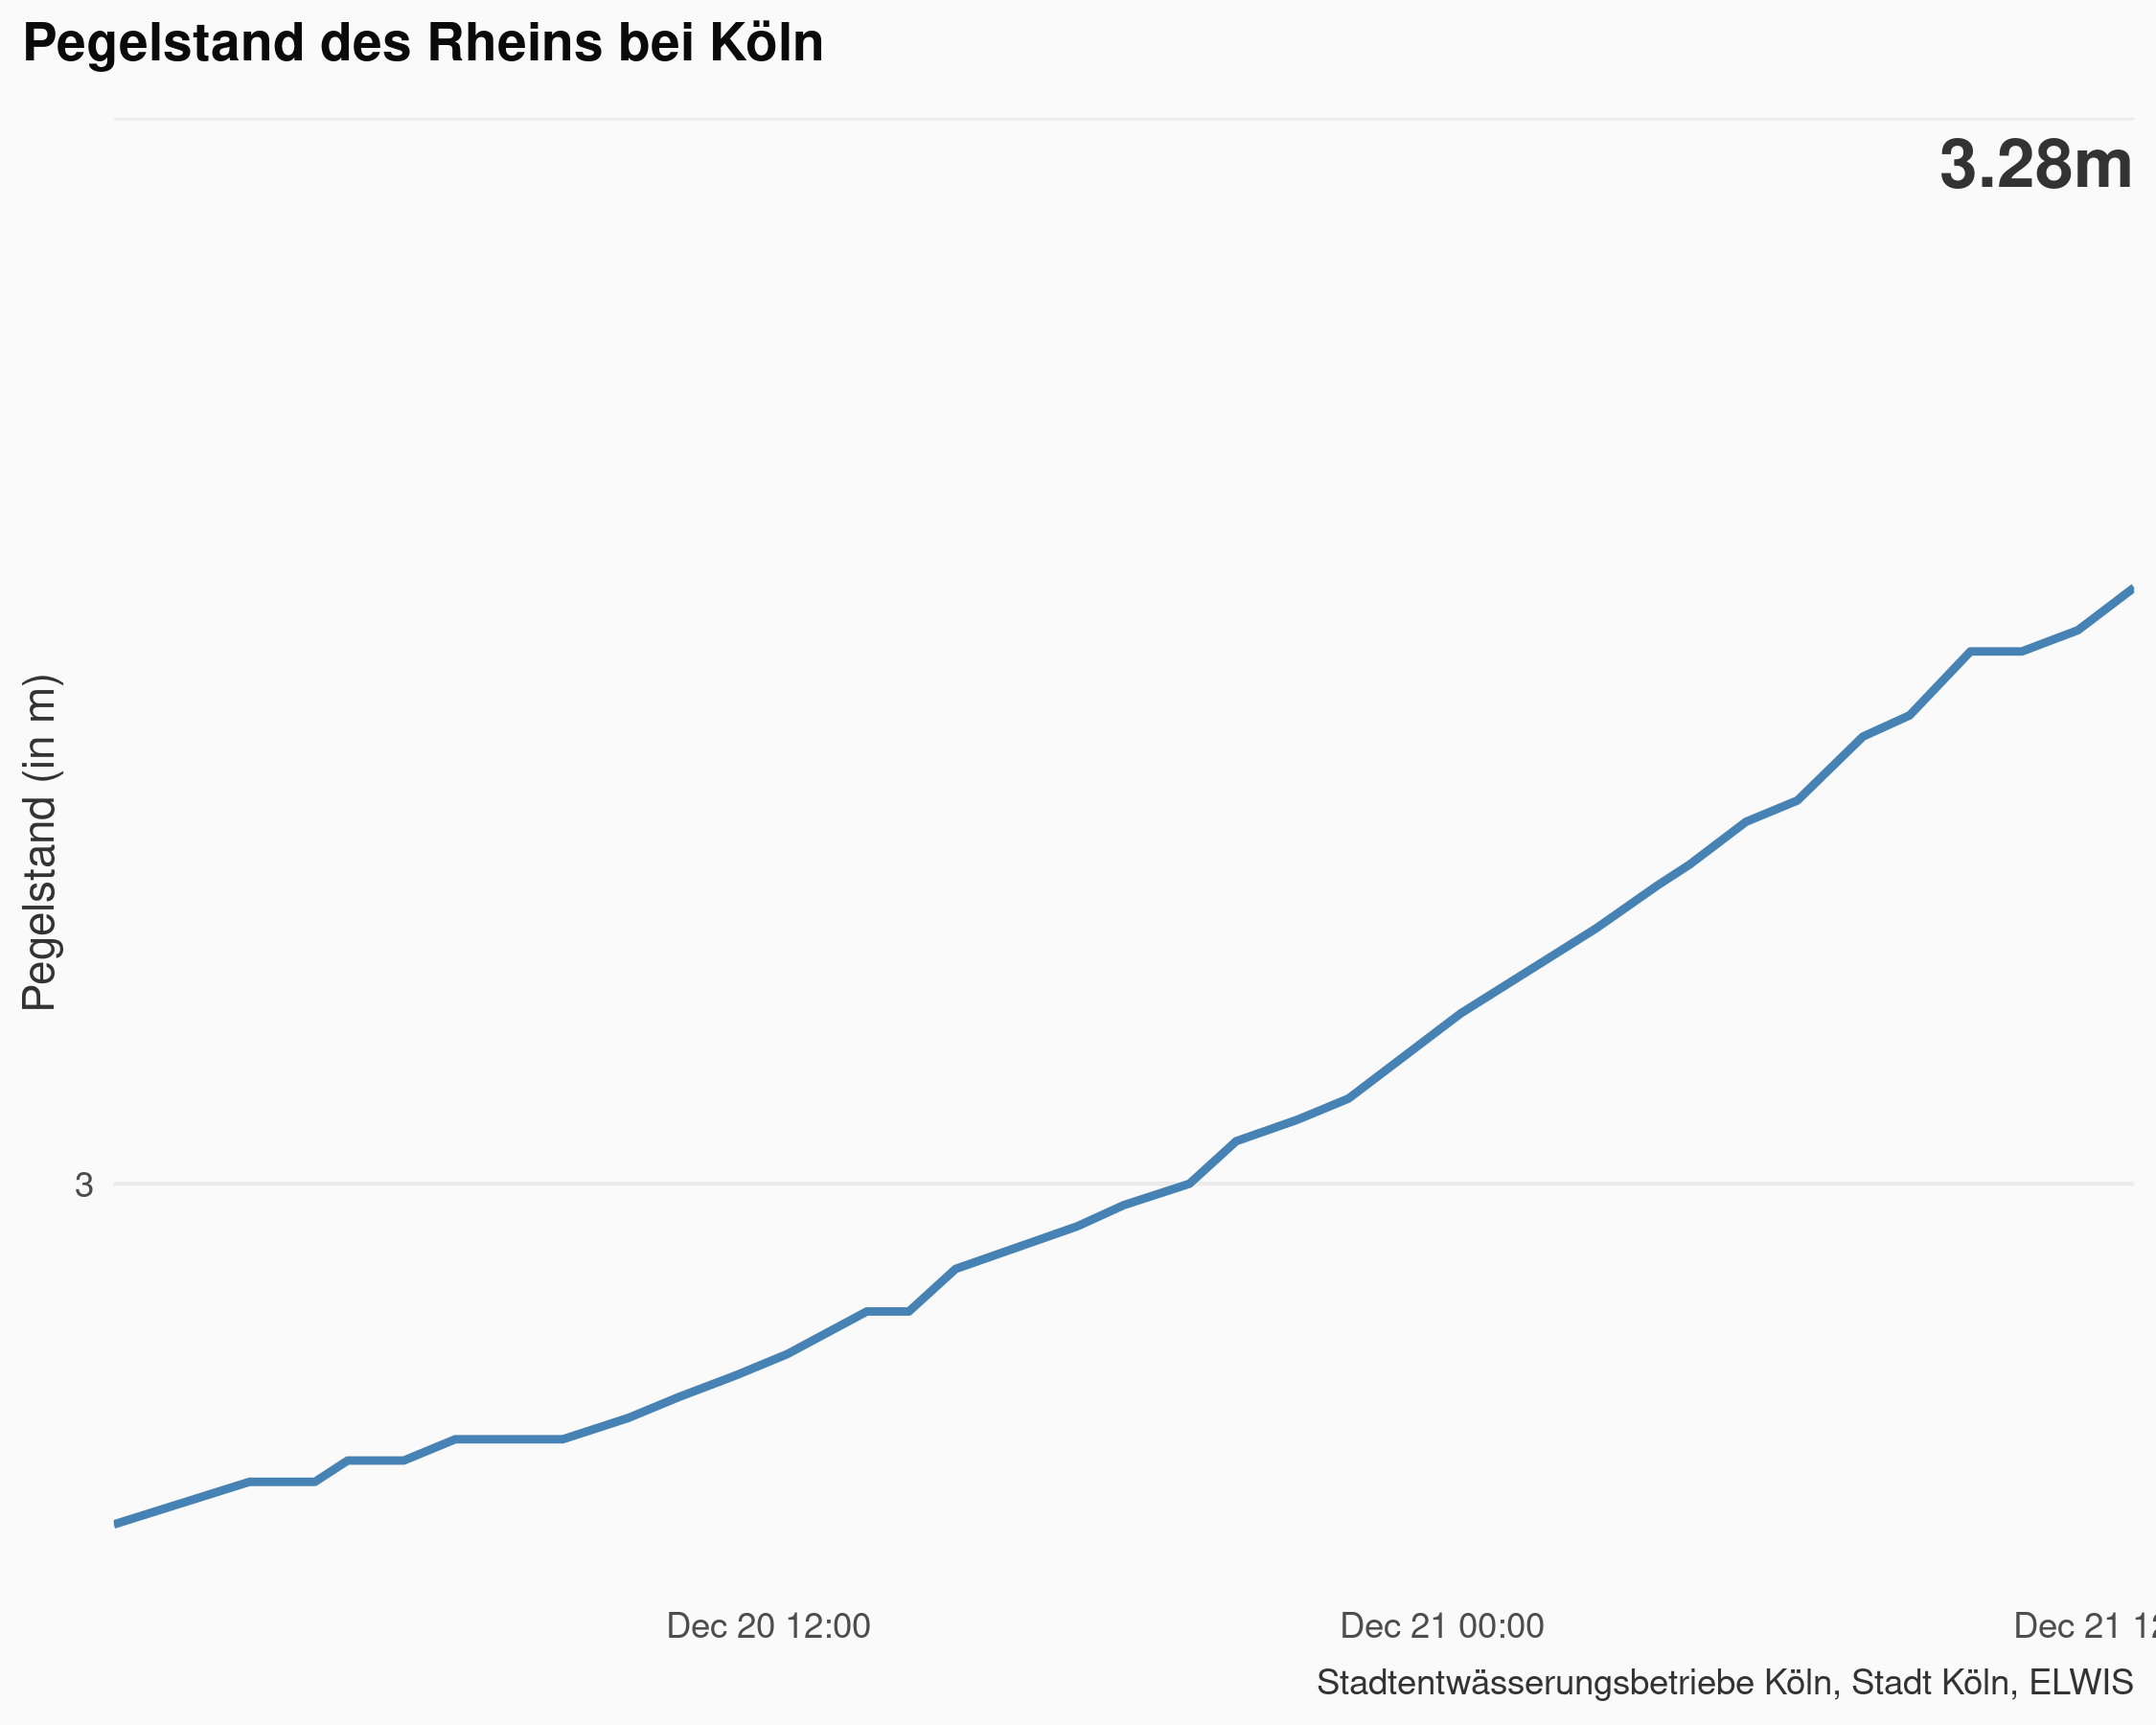 Pegelstand des Rheins bei Köln
3.28m
Pegelstand (in m)
3
Dec 20 12:00
Dec 21 00:00
Dec 21 12
Stadtentwässerungsbetriebe Köln, Stadt Köln, ELWIS